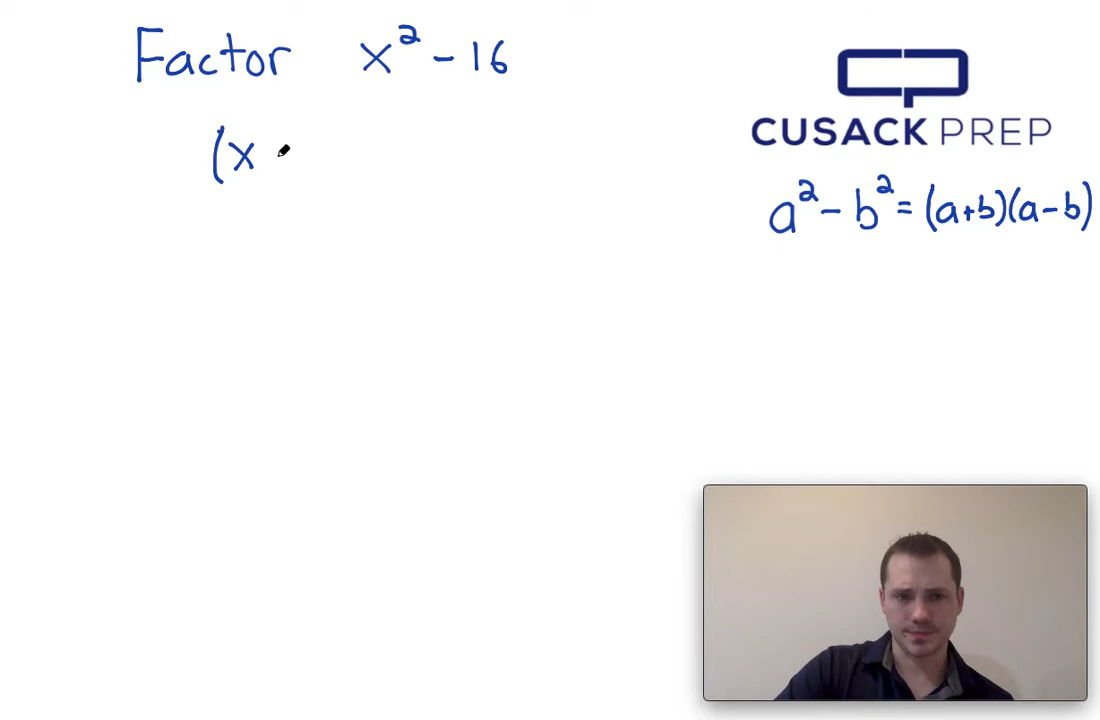 Factor x² - 16
(x
CUSACK PREP
a² - b² = (a+b)(a-b)